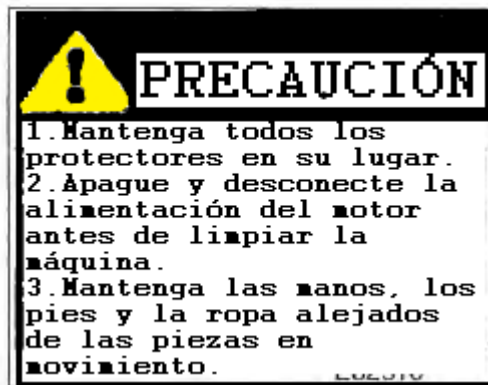 PRECAUCIÓN
1.Mantenga todos los
protectores en su lugar.
2.Apague y desconecte la
alimentación del motor
antes de limpiar la
máquina.
3.Mantenga las manos, los
pies y la ropa alejados
de las piezas en
movimiento.